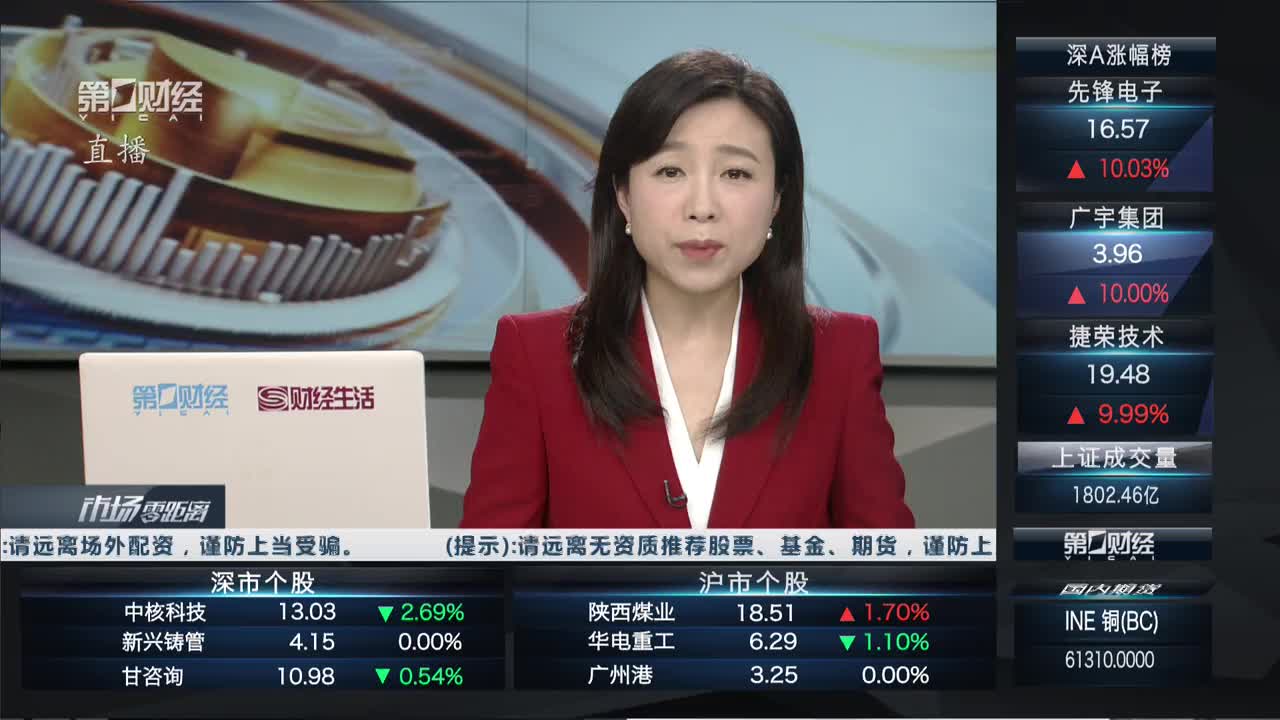 第一财经
YICAI
直播
第一财经
YICAI
财经生活
市场零距离
:请远离场外配资，谨防上当受骗。
(提示):请远离无资质推荐股票、基金、期货，谨防上
深市个股
中核科技 13.03 ▼2.69%
新兴铸管 4.15 0.00%
甘咨询 10.98 ▼0.54%
沪市个股
陕西煤业 18.51 ▲1.70%
华电重工 6.29 ▼1.10%
广州港 3.25 0.00%
深A涨幅榜
先锋电子
16.57
▲ 10.03%
广宇集团
3.96
▲ 10.00%
捷荣技术
19.48
▲ 9.99%
上证成交量
1802.46亿
第一财经
YICAI
国内期货
INE 铜(BC)
61310.0000